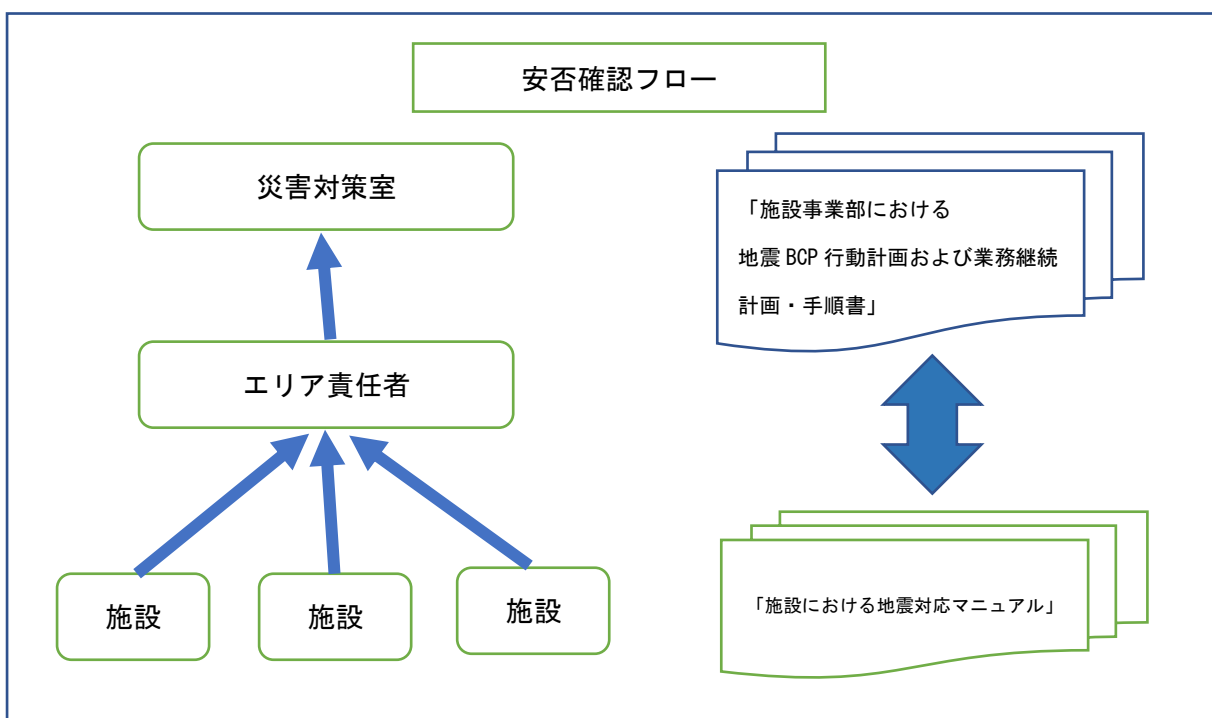 安否確認フロー
災害対策室
エリア責任者
施設
施設
施設
「施設事業部における
地震 BCP 行動計画および業務継続
計画・手順書」
「施設における地震対応マニュアル」